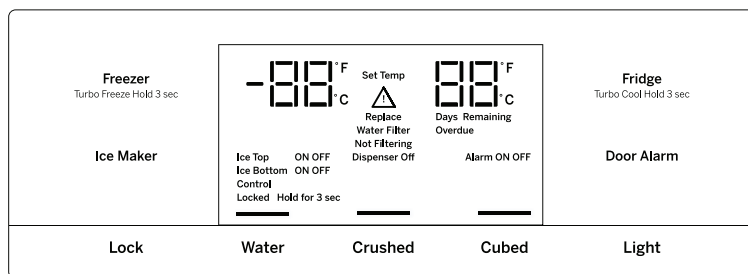 Freezer
Turbo Freeze Hold 3 sec
Ice Maker
-88 °F °C
Set Temp
Replace
Water Filter
Not Filtering
Dispenser Off
88 °F °C
Days Remaining
Overdue
Ice Top ON OFF
Ice Bottom ON OFF
Control
Locked Hold for 3 sec
Alarm ON OFF
Fridge
Turbo Cool Hold 3 sec
Door Alarm
Lock Water Crushed Cubed Light